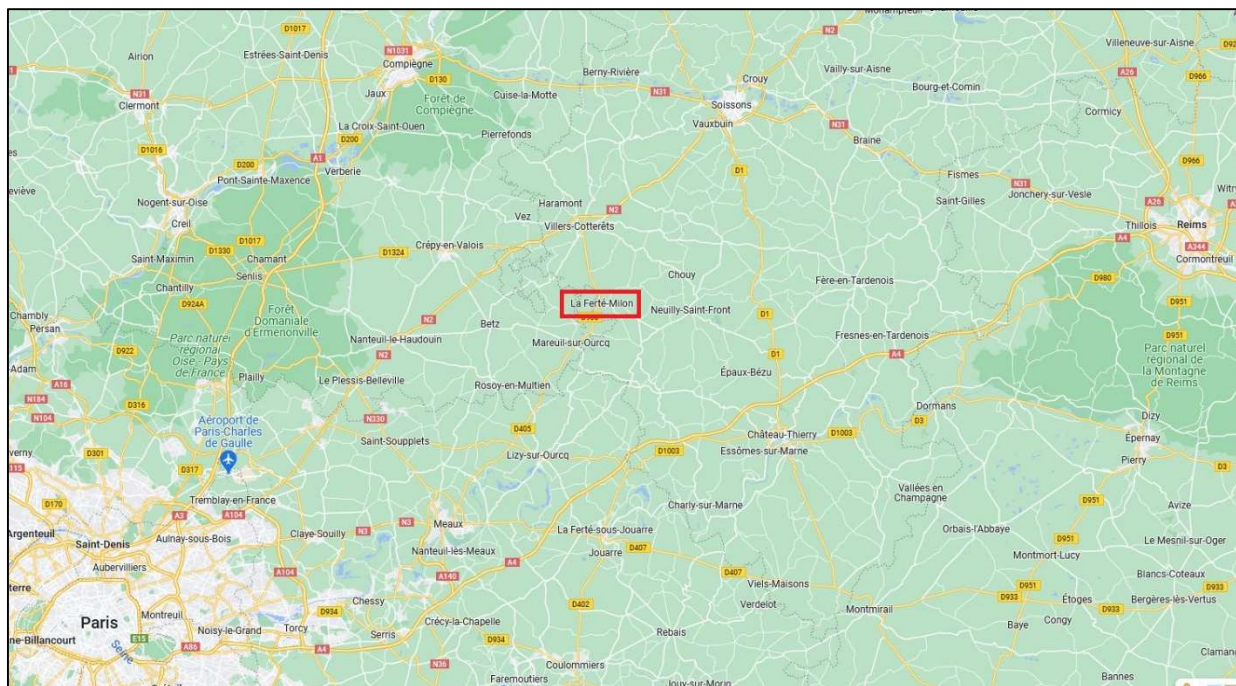 D1017
Airion
Estrées-Saint-Denis
N1031
Compiègne
D130
Berny-Rivière
Crouy
Vailly-sur-Aisne
Villeneuve-sur-Aisne
A26
D966
N31
Clermont
Jaux
Forêt de
Compiègne
Cuise-la-Motte
N31
Soissons
Vauxbuin
Bourg-et-Comin
Cormicy
La Croix-Saint-Ouen
D200
Pierrefonds
N31
Braine
D1016
D200
A1
Verberie
Pont-Sainte-Maxence
D1
Fismes
D966
Nogent-sur-Oise
Creil
Haramont
Vez
N2
Villers-Cotterêts
Saint-Gilles
N31
Jonchery-sur-Vesle
A26
Thillois
Reims
A4
A344
Cormontreuil
D1330
D1017
Saint-Maximin
Chamant
Senlis
D1324
Crépy-en-Valois
Chouy
Fère-en-Tardenois
D980
Chantilly
D924A
Forêt
Domaniale
d'Ermenonville
La Ferté-Milon
Neuilly-Saint-Front
D1
D951
Chambly
Persan
Betz
N2
Mareuil-sur-Ourcq
Nanteuil-le-Haudouin
Fresnes-en-Tardenois
A4
D951
D922
Parc naturel
régional
Oise - Pays
de France
Parc naturel
régional de
la Montagne
de Reims
N2
Plailly
Le Plessis-Belleville
Rosoy-en-Multien
Épaux-Bézu
A16
N184
N104
D316
N330
Dormans
D3
Dizy
Aéroport de
Paris-Charles
de Gaulle
D405
Saint-Soupplets
Lizy-sur-Ourcq
D1003
Château-Thierry
Essômes-sur-Marne
D1003
Épernay
Pierry
D3
D301
D317
A115
Tremblay-en-France
Vallées en
Champagne
D170
A3
A104
Charly-sur-Marne
D951
Avize
Argenteuil
Saint-Denis
Aulnay-sous-Bois
Claye-Souilly
N3
N3
Meaux
La Ferté-sous-Jouarre
Orbais-l'Abbaye
D951
Le Mesnil-sur-Oger
Aubervilliers
Nanteuil-lès-Meaux
A4
Jouarre
D407
Montmort-Lucy
A104
A140
D407
Viels-Maisons
D951
Blancs-Coteaux
D933
Paris
Montreuil
Chessy
D934
D402
Verdelot
Montmirail
D933
Étoges
D933
Bergères-lès-Vertus
Noisy-le-Grand
Torcy
Serris
Crécy-la-Chapelle
Baye
Congy
E15
A86
A4
D934
Rebais
Seine
N36
Coulommiers
Faremoutiers
Jouy-sur-Morin
Bannes